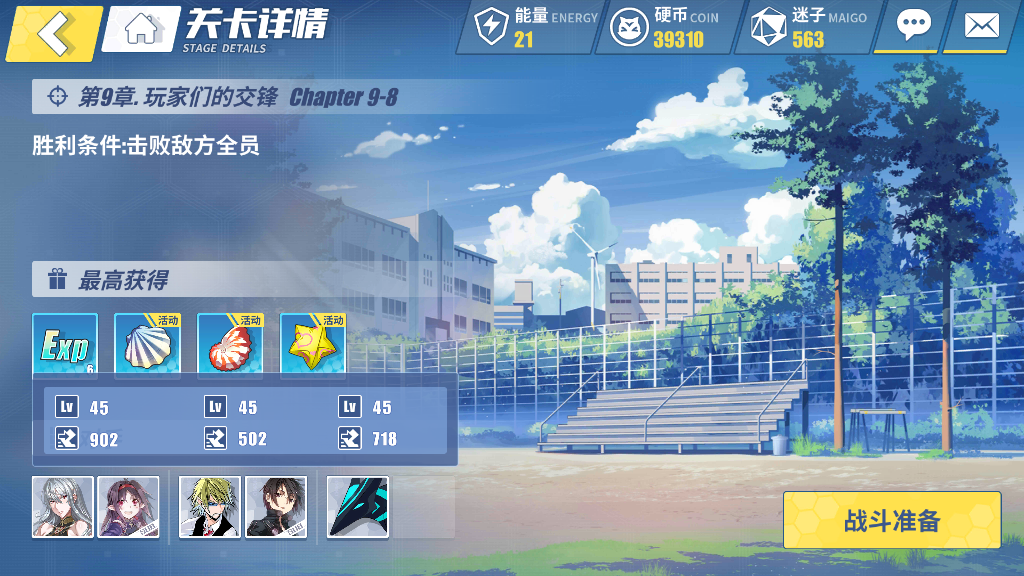 关卡详情
STAGE DETAILS
能量 ENERGY
21
硬币 COIN
39310
迷子 MAIGO
563
第9章.玩家们的交锋 Chapter 9-8
胜利条件:击败敌方全员
最高获得
活动 活动 活动
Exp
6
Lv 45 Lv 45 Lv 45
902 502 718
战斗准备